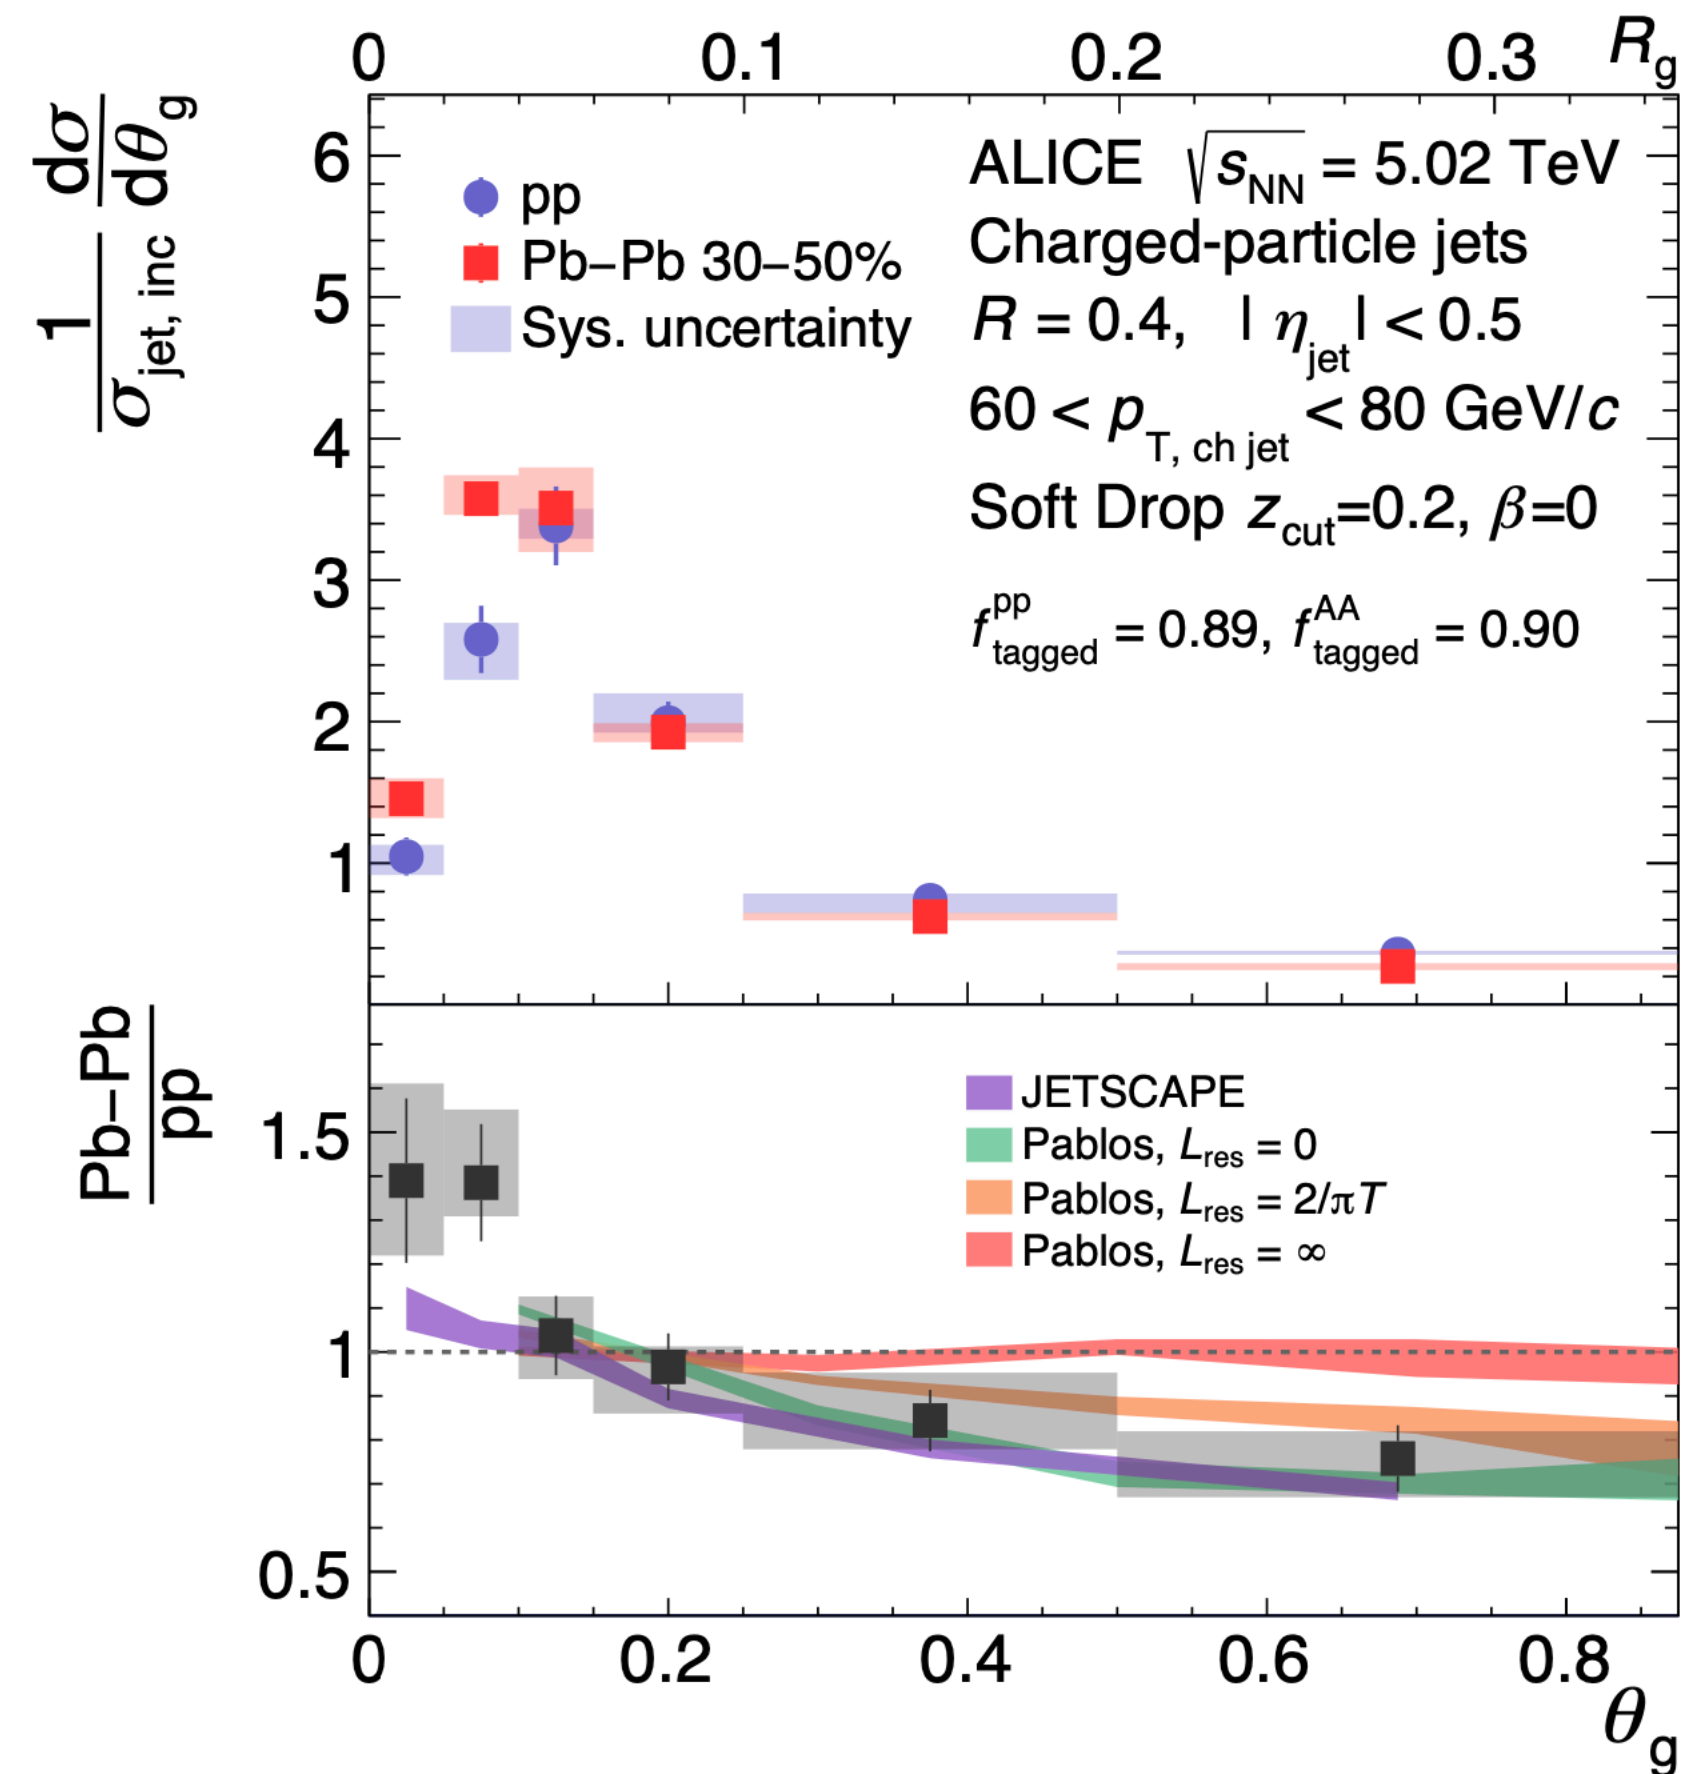 0 0.1 0.2 0.3 R_g
1/σ_jet, inc dσ/dθ_g
6
5
4
3
2
1
pp
Pb–Pb 30–50%
Sys. uncertainty
ALICE √s_NN = 5.02 TeV
Charged-particle jets
R = 0.4, | η_jet | < 0.5
60 < p_T, ch jet < 80 GeV/c
Soft Drop z_cut=0.2, β=0
f^pp_tagged = 0.89, f^AA_tagged = 0.90
Pb–Pb/pp
1.5
1
0.5
JETSCAPE
Pablos, L_res = 0
Pablos, L_res = 2/πT
Pablos, L_res = ∞
0 0.2 0.4 0.6 0.8
θ_g